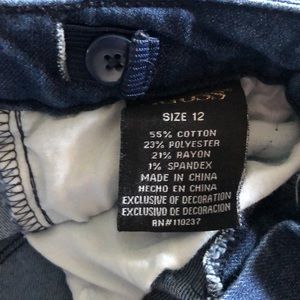 SIZE 12
55% COTTON
23% POLYESTER
21% RAYON
1% SPANDEX
MADE IN CHINA
HECHO EN CHINA
EXCLUSIVE OF DECORATION
EXCLUSIVO DE DECORACION
RN#110237